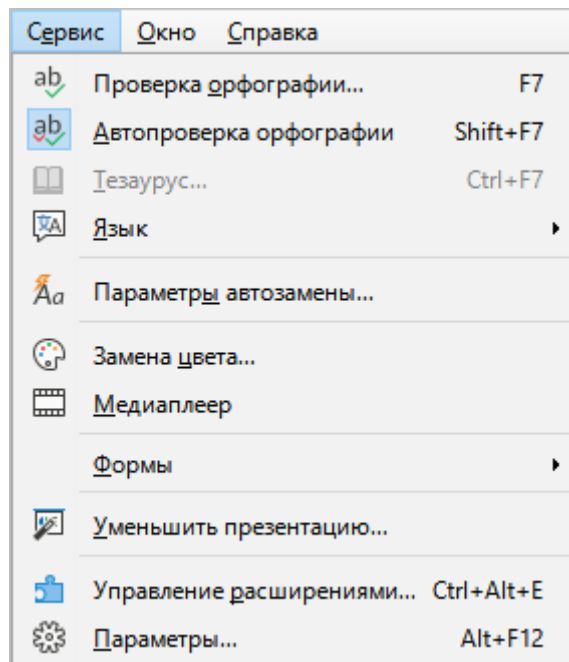 Сервис Окно Справка
Проверка орфографии... F7
Автопроверка орфографии Shift+F7
Тезаурус... Ctrl+F7
Язык
Параметры автозамены...
Замена цвета...
Медиаплеер
Формы
Уменьшить презентацию...
Управление расширениями... Ctrl+Alt+E
Параметры... Alt+F12